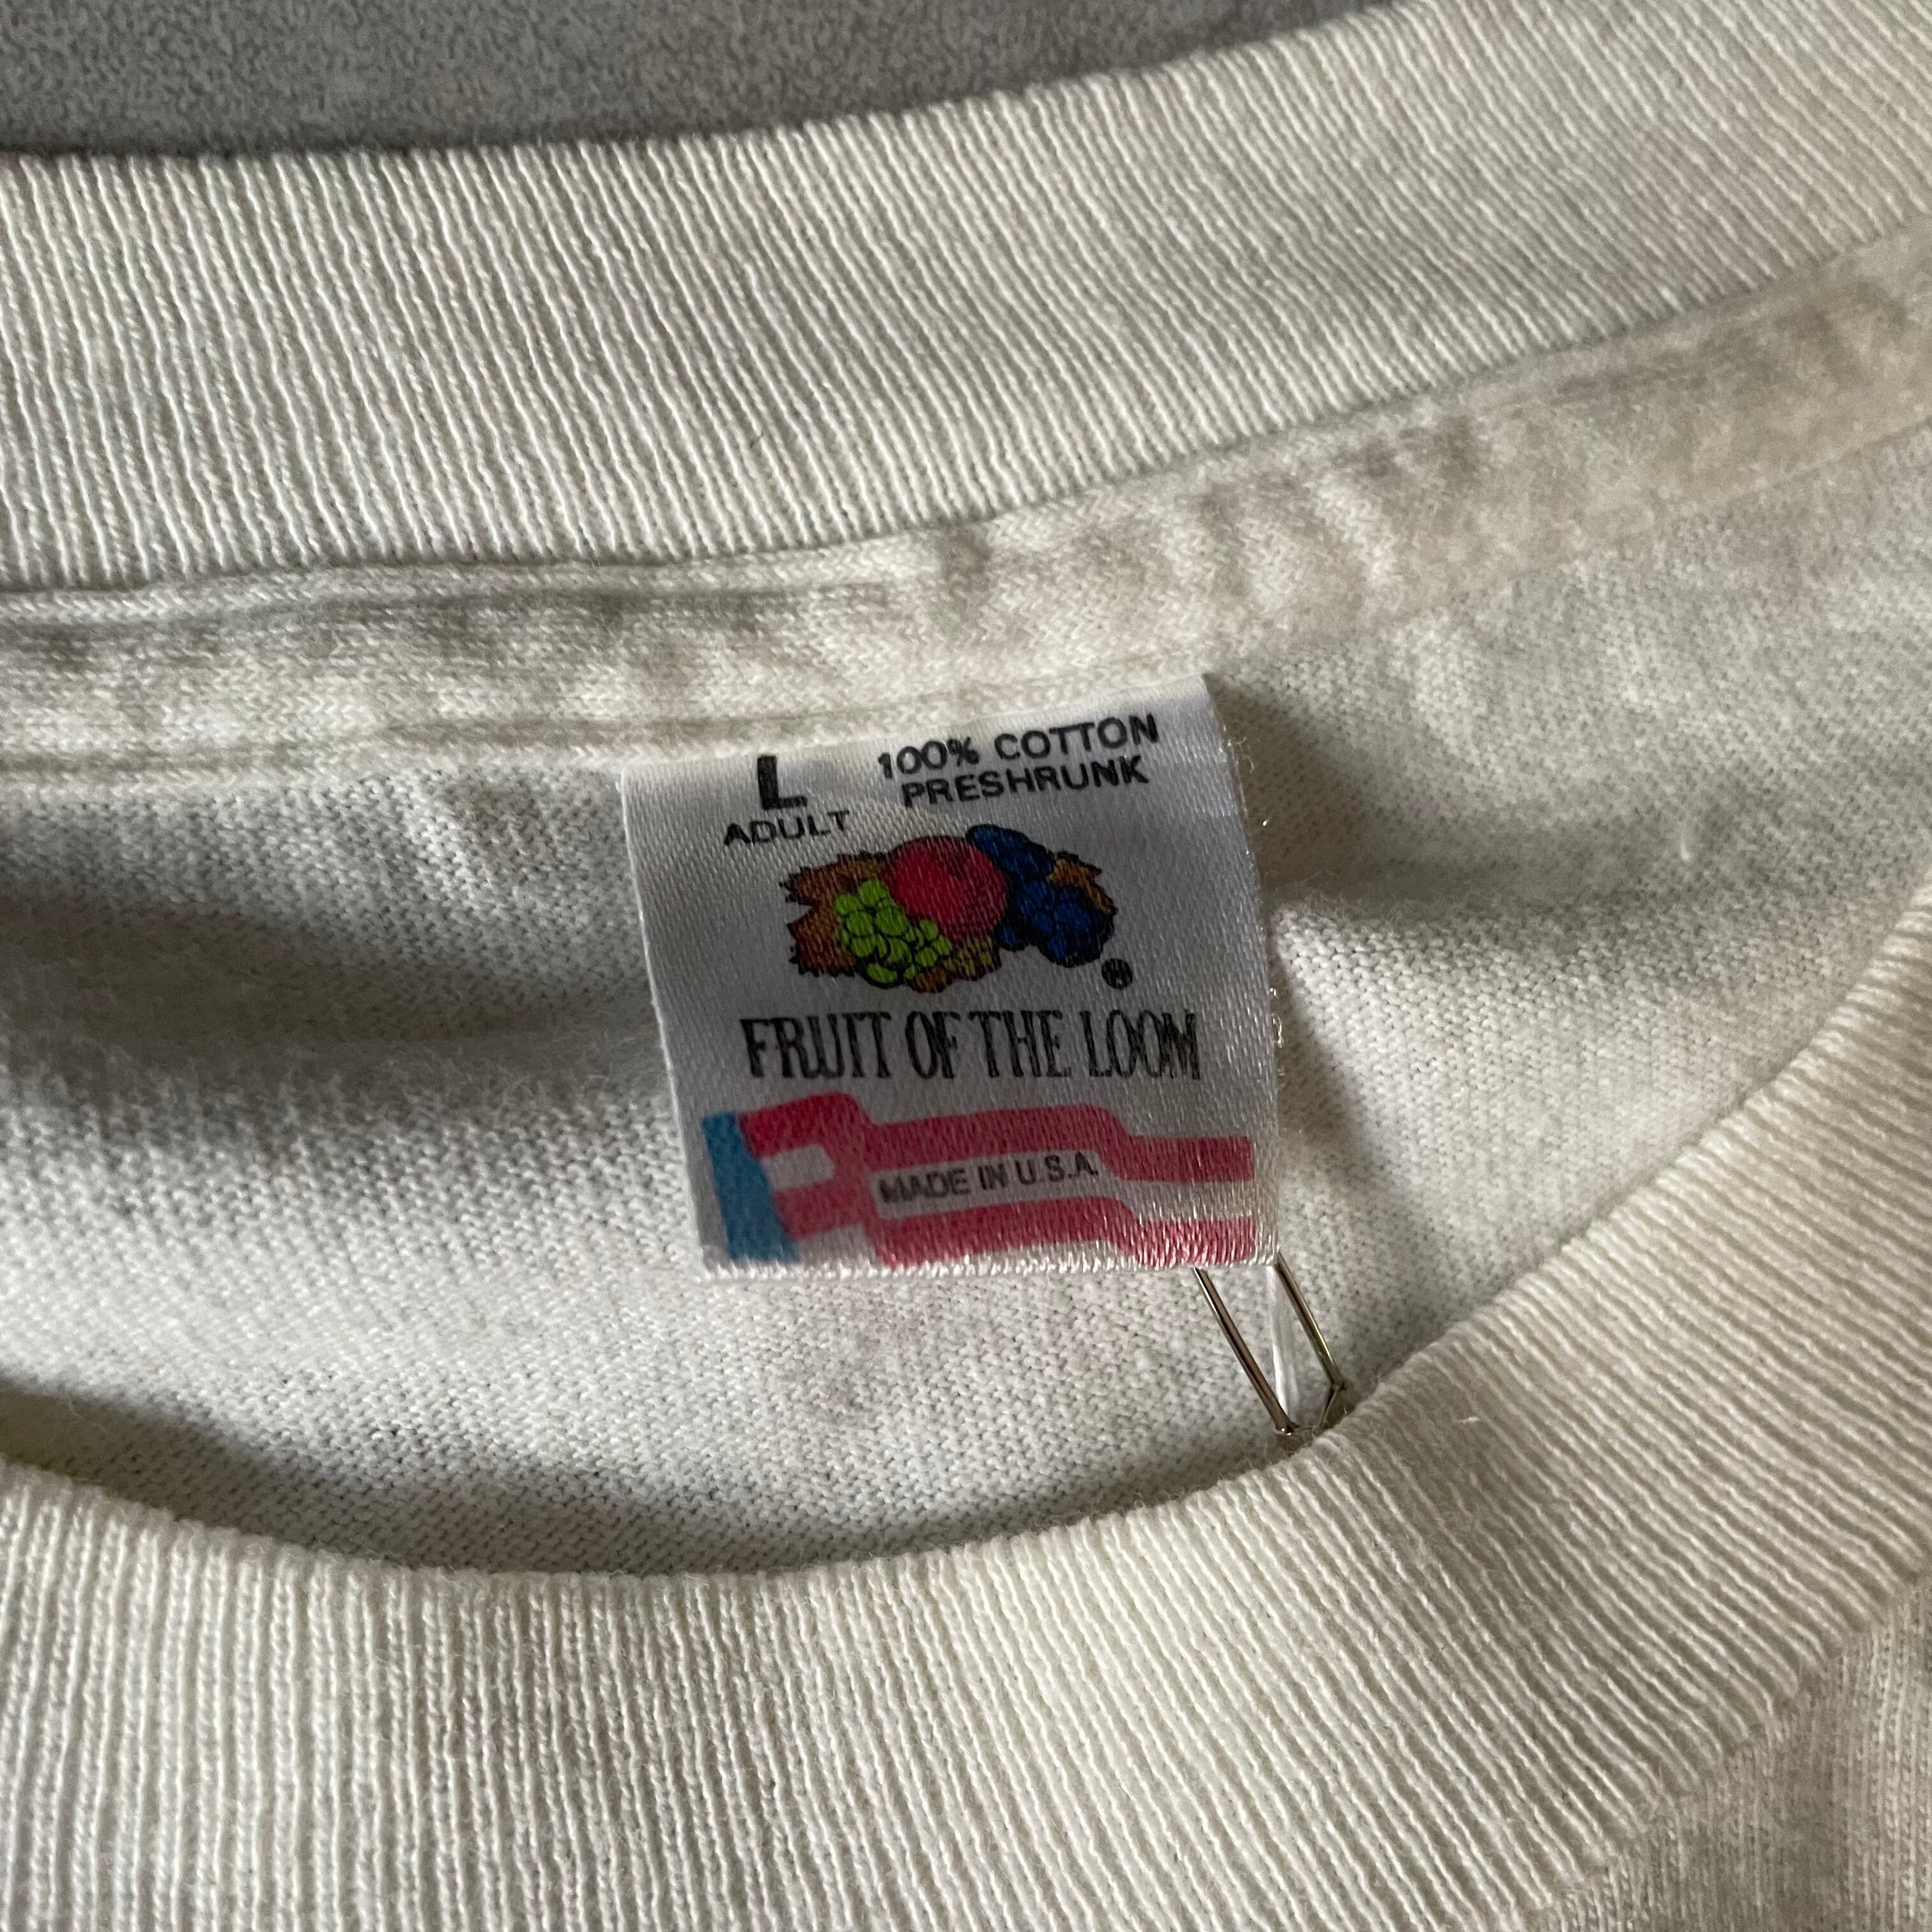 L 100% COTTON
ADULT PRESHRUNK
®
FRUIT OF THE LOOM
MADE IN U.S.A.